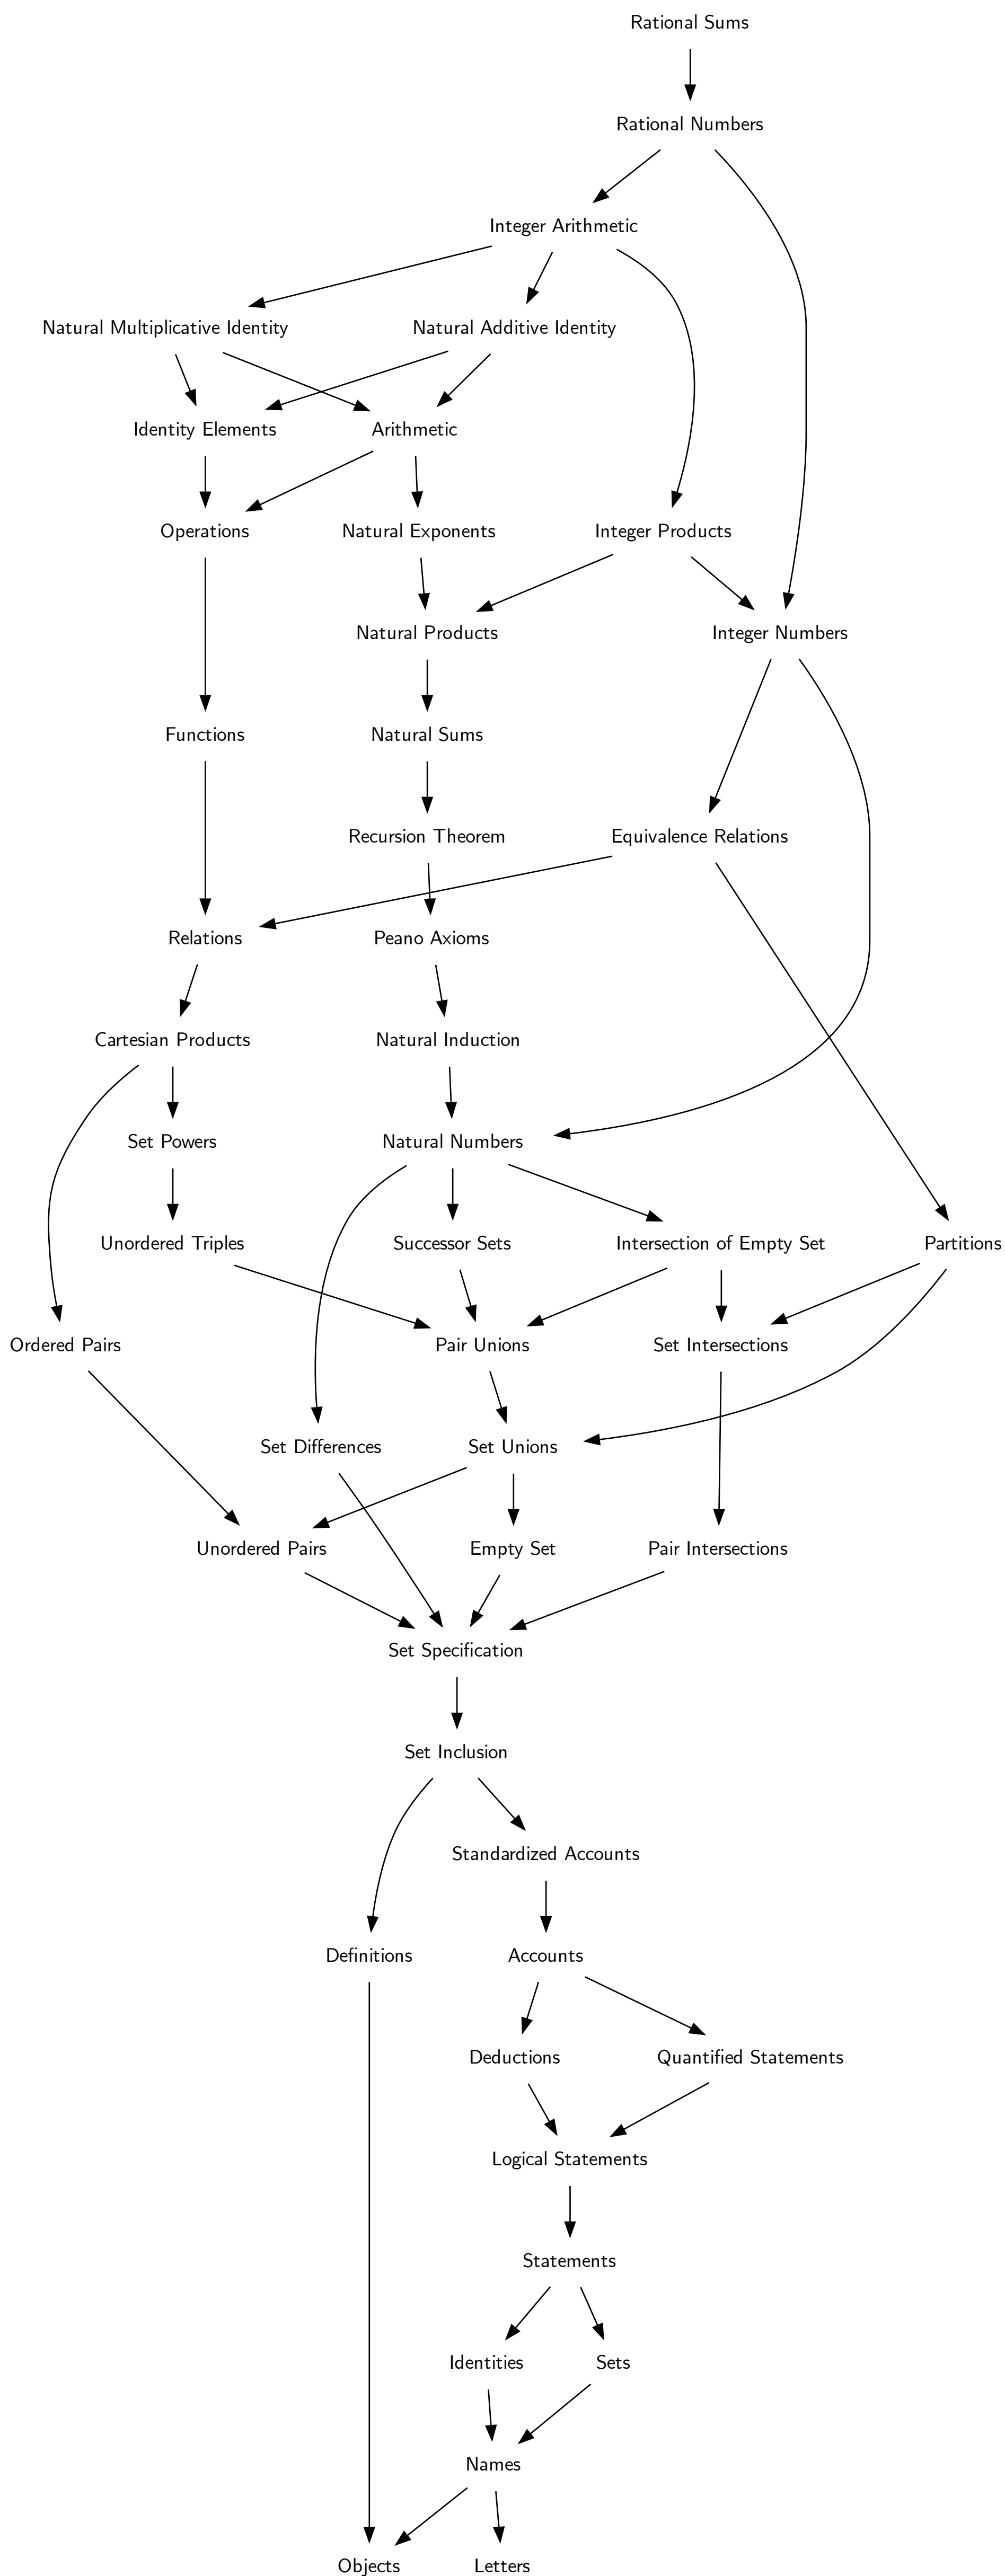 Rational Sums
Rational Numbers
Integer Arithmetic
Natural Multiplicative Identity
Natural Additive Identity
Identity Elements
Arithmetic
Operations
Natural Exponents
Integer Products
Natural Products
Integer Numbers
Functions
Natural Sums
Recursion Theorem
Equivalence Relations
Relations
Peano Axioms
Cartesian Products
Natural Induction
Set Powers
Natural Numbers
Unordered Triples
Successor Sets
Intersection of Empty Set
Partitions
Ordered Pairs
Pair Unions
Set Intersections
Set Differences
Set Unions
Unordered Pairs
Empty Set
Pair Intersections
Set Specification
Set Inclusion
Standardized Accounts
Definitions
Accounts
Deductions
Quantified Statements
Logical Statements
Statements
Identities
Sets
Names
Objects
Letters